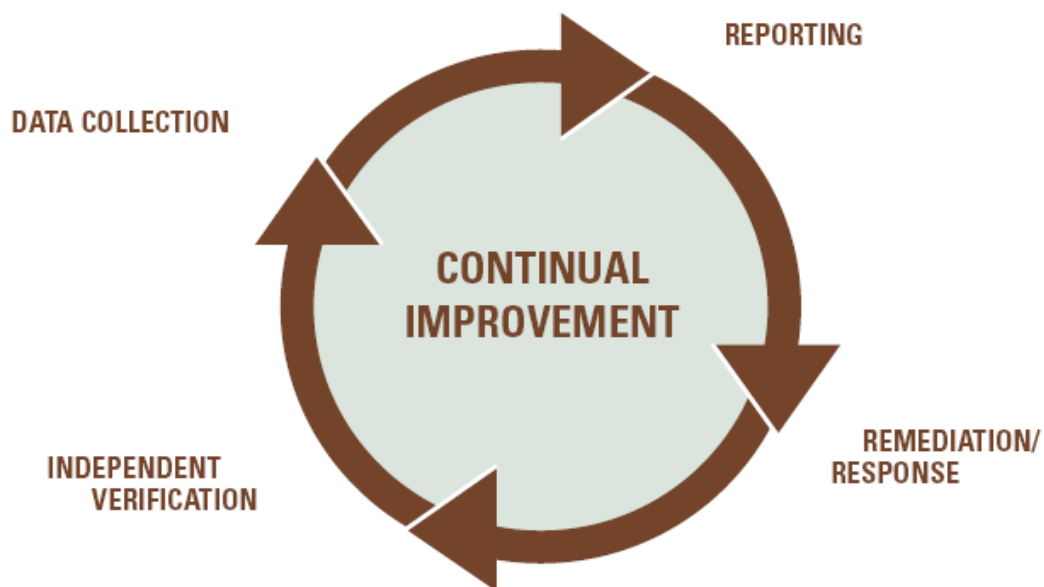 REPORTING
DATA COLLECTION
CONTINUAL
IMPROVEMENT
REMEDIATION/
RESPONSE
INDEPENDENT
VERIFICATION